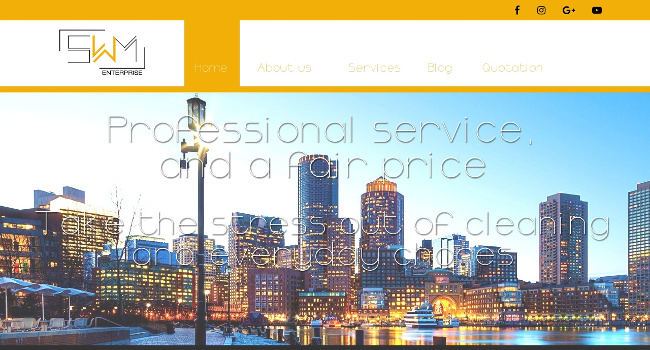 SWM
ENTERPRISE
Home About us Services Blog Quotation
Professional service,
and a fair price
Take the stress out of cleaning
and everyday chores